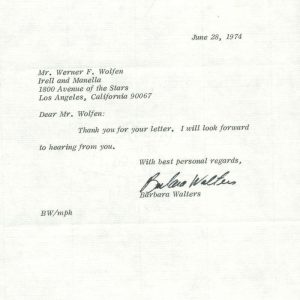 June 28, 1974
Mr. Werner F. Wolfen
Irell and Manella
1800 Avenue of the Stars
Los Angeles, California 90067
Dear Mr. Wolfen:
Thank you for your letter. I will look forward
to hearing from you.
With best personal regards,
Barbara Walters
Barbara Walters
BW/mph